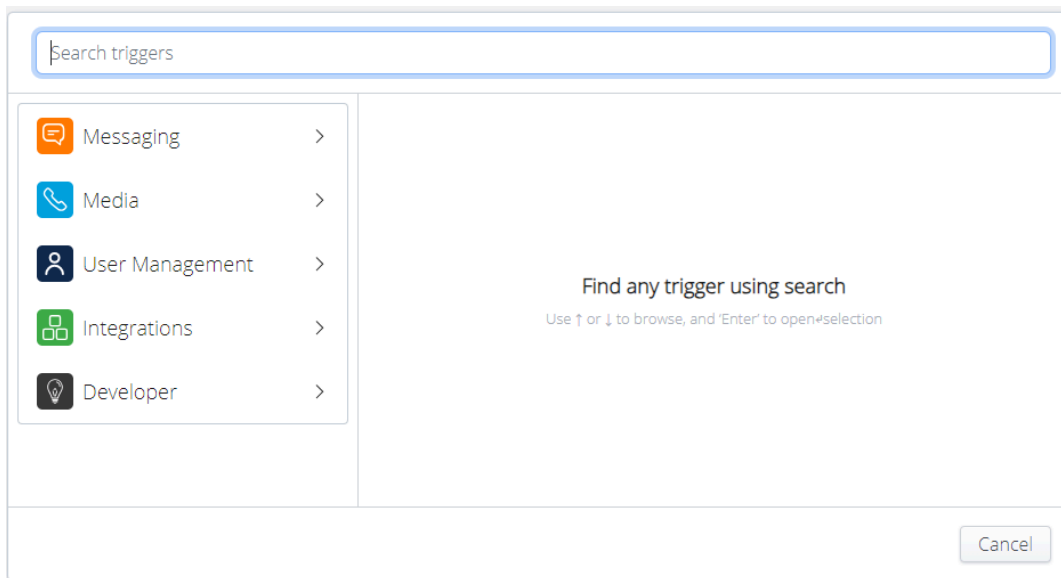 Search triggers
Messaging
Media
User Management
Integrations
Developer
Find any trigger using search
Use ↑ or ↓ to browse, and ‘Enter’ to open↵selection
Cancel